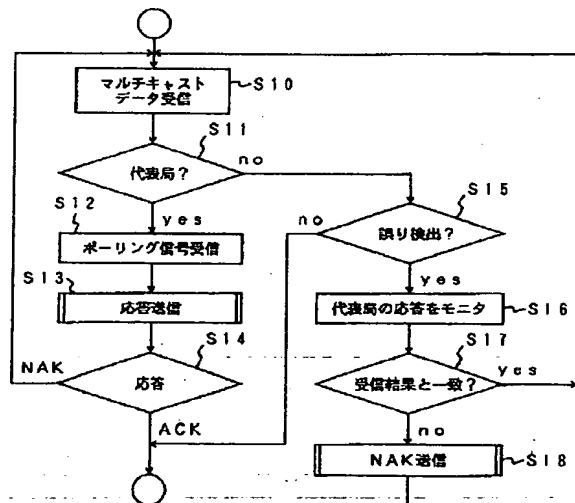 マルチキャスト
データ受信
S10
S11
代表局?
no
yes
S12
ポーリング信号受信
S13
応答送信
S14
応答
NAK
ACK
S15
誤り検出?
no
yes
代表局の応答をモニタ
S16
S17
受信結果と一致?
yes
no
NAK送信
S18